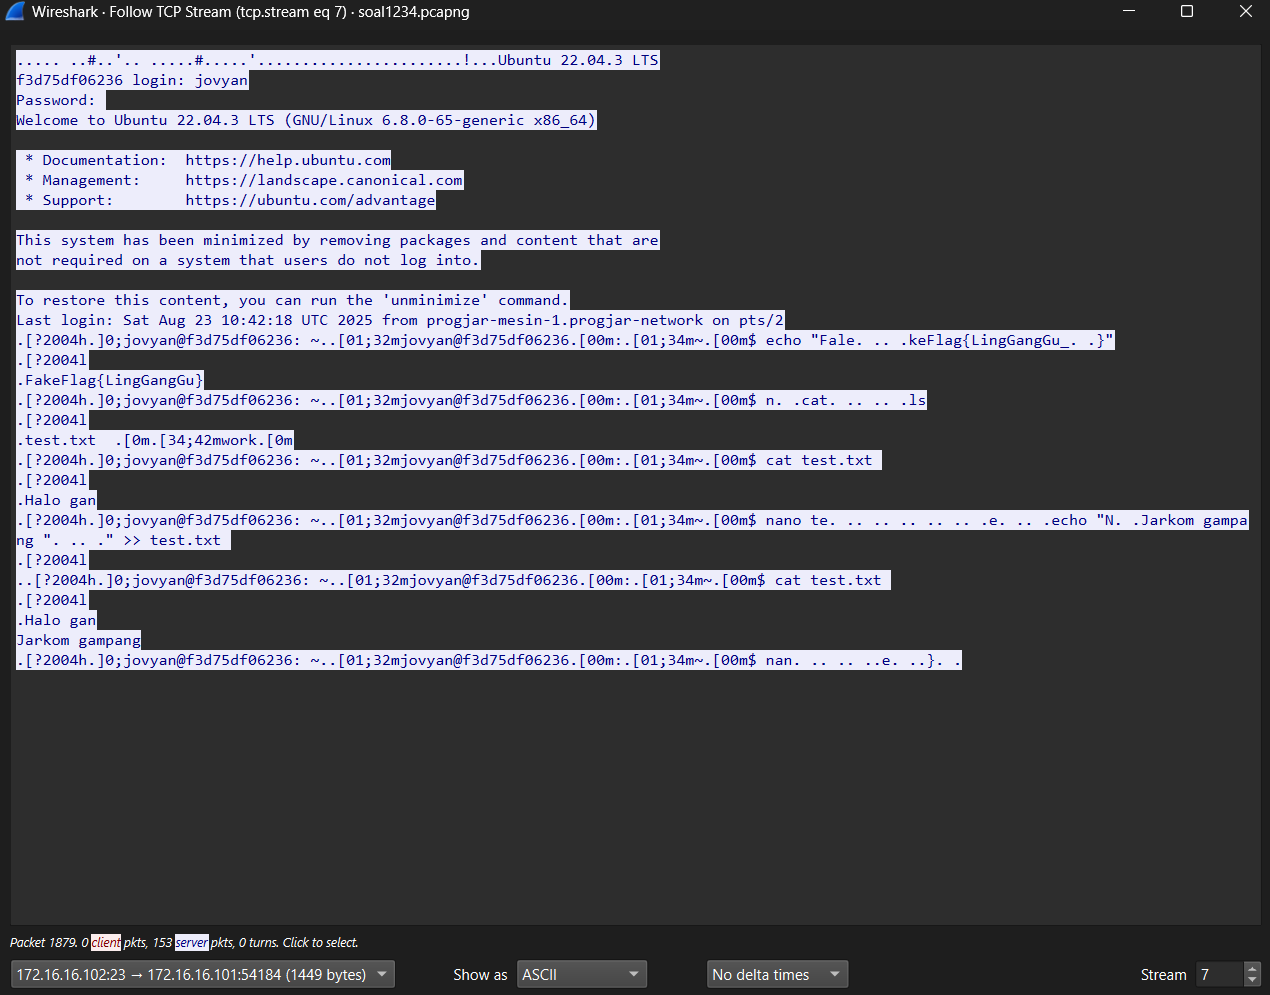 Wireshark · Follow TCP Stream (tcp.stream eq 7) · soal1234.pcapng
..... ..#..'.. .....#.....'.......................!...Ubuntu 22.04.3 LTS
f3d75df06236 login: jovyan
Password:
Welcome to Ubuntu 22.04.3 LTS (GNU/Linux 6.8.0-65-generic x86_64)
* Documentation:  https://help.ubuntu.com
* Management:     https://landscape.canonical.com
* Support:        https://ubuntu.com/advantage
This system has been minimized by removing packages and content that are
not required on a system that users do not log into.
To restore this content, you can run the 'unminimize' command.
Last login: Sat Aug 23 10:42:18 UTC 2025 from progjar-mesin-1.progjar-network on pts/2
.[?2004h.]0;jovyan@f3d75df06236: ~..[01;32mjovyan@f3d75df06236.[00m:.[01;34m~.[00m$ echo "Fale. .. .keFlag{LingGangGu_. .}"
.[?2004l
.FakeFlag{LingGangGu}
.[?2004h.]0;jovyan@f3d75df06236: ~..[01;32mjovyan@f3d75df06236.[00m:.[01;34m~.[00m$ n. .cat. .. .. .ls
.[?2004l
.test.txt  .[0m.[34;42mwork.[0m
.[?2004h.]0;jovyan@f3d75df06236: ~..[01;32mjovyan@f3d75df06236.[00m:.[01;34m~.[00m$ cat test.txt
.[?2004l
.Halo gan
.[?2004h.]0;jovyan@f3d75df06236: ~..[01;32mjovyan@f3d75df06236.[00m:.[01;34m~.[00m$ nano te. .. .. .. .. .. .e. .. .echo "N. .Jarkom gampa
ng ". .. ." >> test.txt
.[?2004l
..[?2004h.]0;jovyan@f3d75df06236: ~..[01;32mjovyan@f3d75df06236.[00m:.[01;34m~.[00m$ cat test.txt
.[?2004l
.Halo gan
Jarkom gampang
.[?2004h.]0;jovyan@f3d75df06236: ~..[01;32mjovyan@f3d75df06236.[00m:.[01;34m~.[00m$ nan. .. .. ..e. ..}. .
Packet 1879. 0 client pkts, 153 server pkts, 0 turns. Click to select.
172.16.16.102:23 → 172.16.16.101:54184 (1449 bytes) Show as ASCII No delta times Stream 7